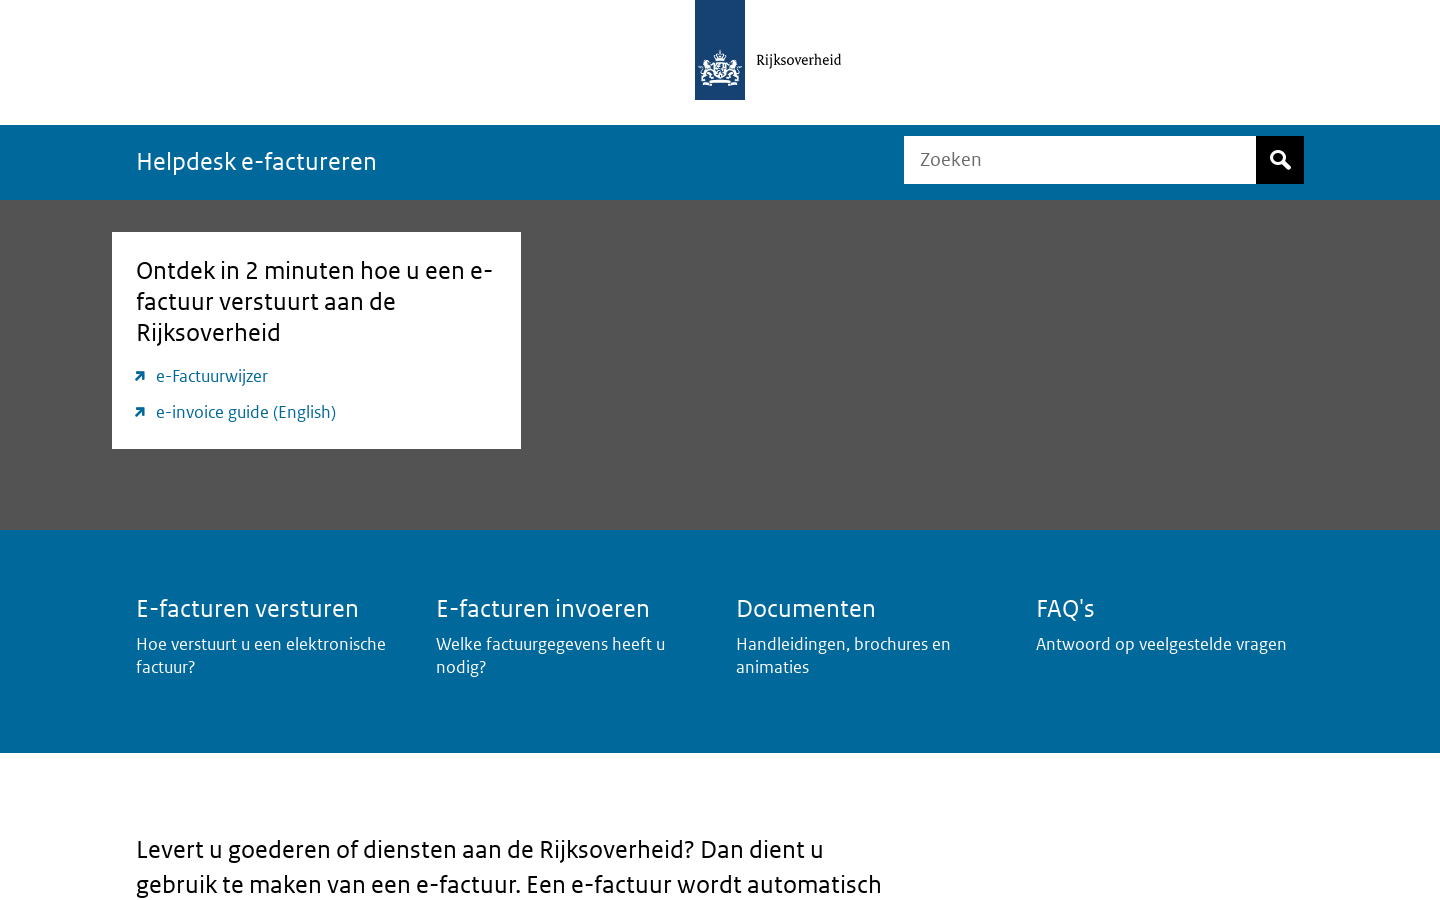 Rijksoverheid
Helpdesk e-factureren
Zoeken
Ontdek in 2 minuten hoe u een e-
factuur verstuurt aan de
Rijksoverheid
e-Factuurwijzer
e-invoice guide (English)
E-facturen versturen
Hoe verstuurt u een elektronische
factuur?
E-facturen invoeren
Welke factuurgegevens heeft u
nodig?
Documenten
Handleidingen, brochures en
animaties
FAQ's
Antwoord op veelgestelde vragen
Levert u goederen of diensten aan de Rijksoverheid? Dan dient u
gebruik te maken van een e-factuur. Een e-factuur wordt automatisch